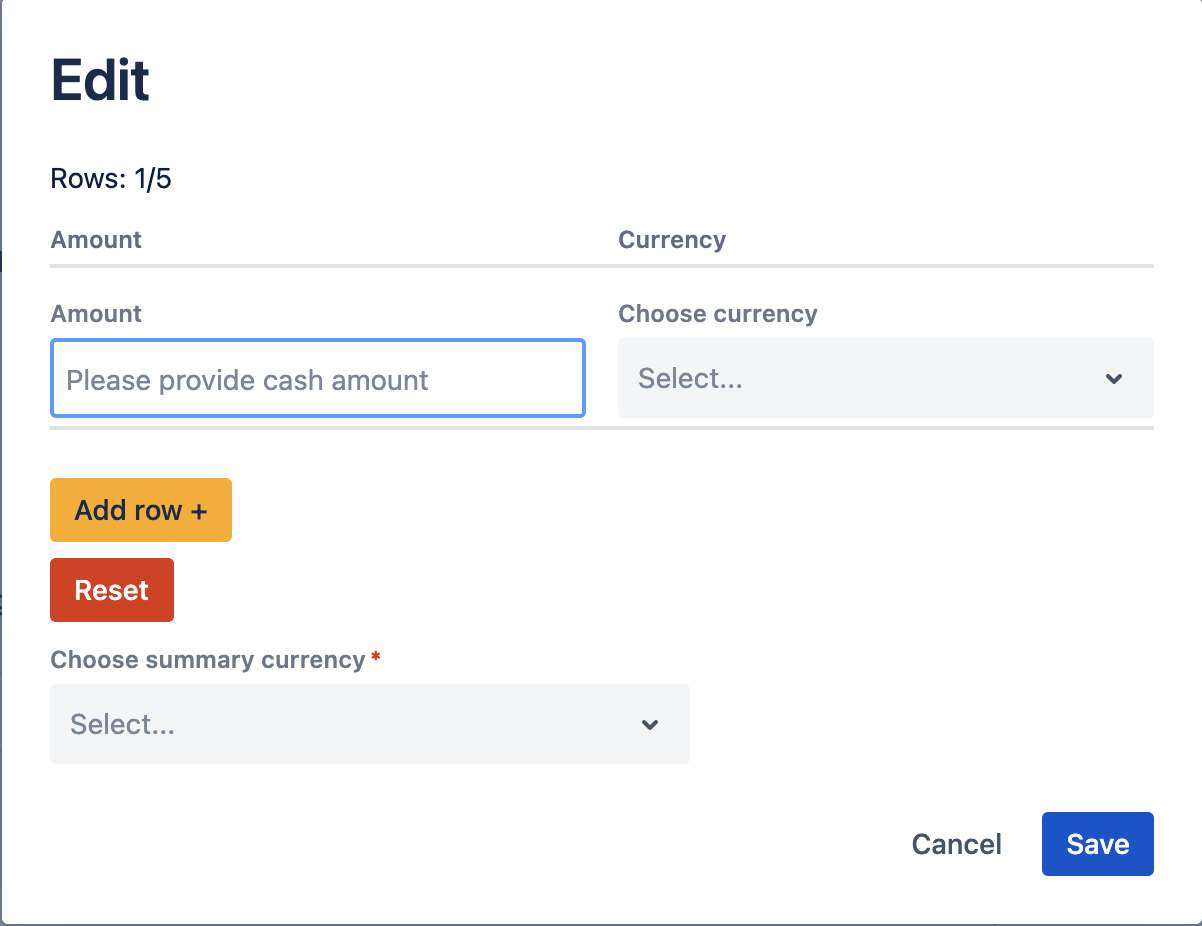 Edit
Rows: 1/5
Amount Currency
Amount Choose currency
Please provide cash amount Select...
Add row +
Reset
Choose summary currency *
Select...
Cancel Save